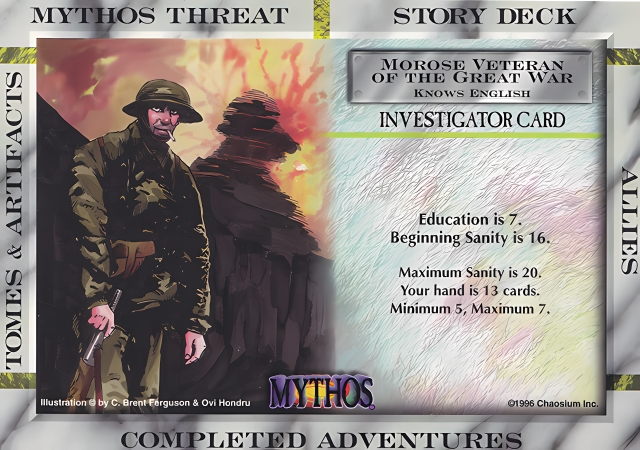 MYTHOS THREAT
STORY DECK
TOMES & ARTIFACTS
MOROSE VETERAN
OF THE GREAT WAR
KNOWS ENGLISH
INVESTIGATOR CARD
Education is 7.
Beginning Sanity is 16.
Maximum Sanity is 20.
Your hand is 13 cards.
Minimum 5, Maximum 7.
ALLIES
Illustration © by C. Brent Ferguson & Ovi Hondru
MYTHOS
©1996 Chaosium Inc.
COMPLETED ADVENTURES